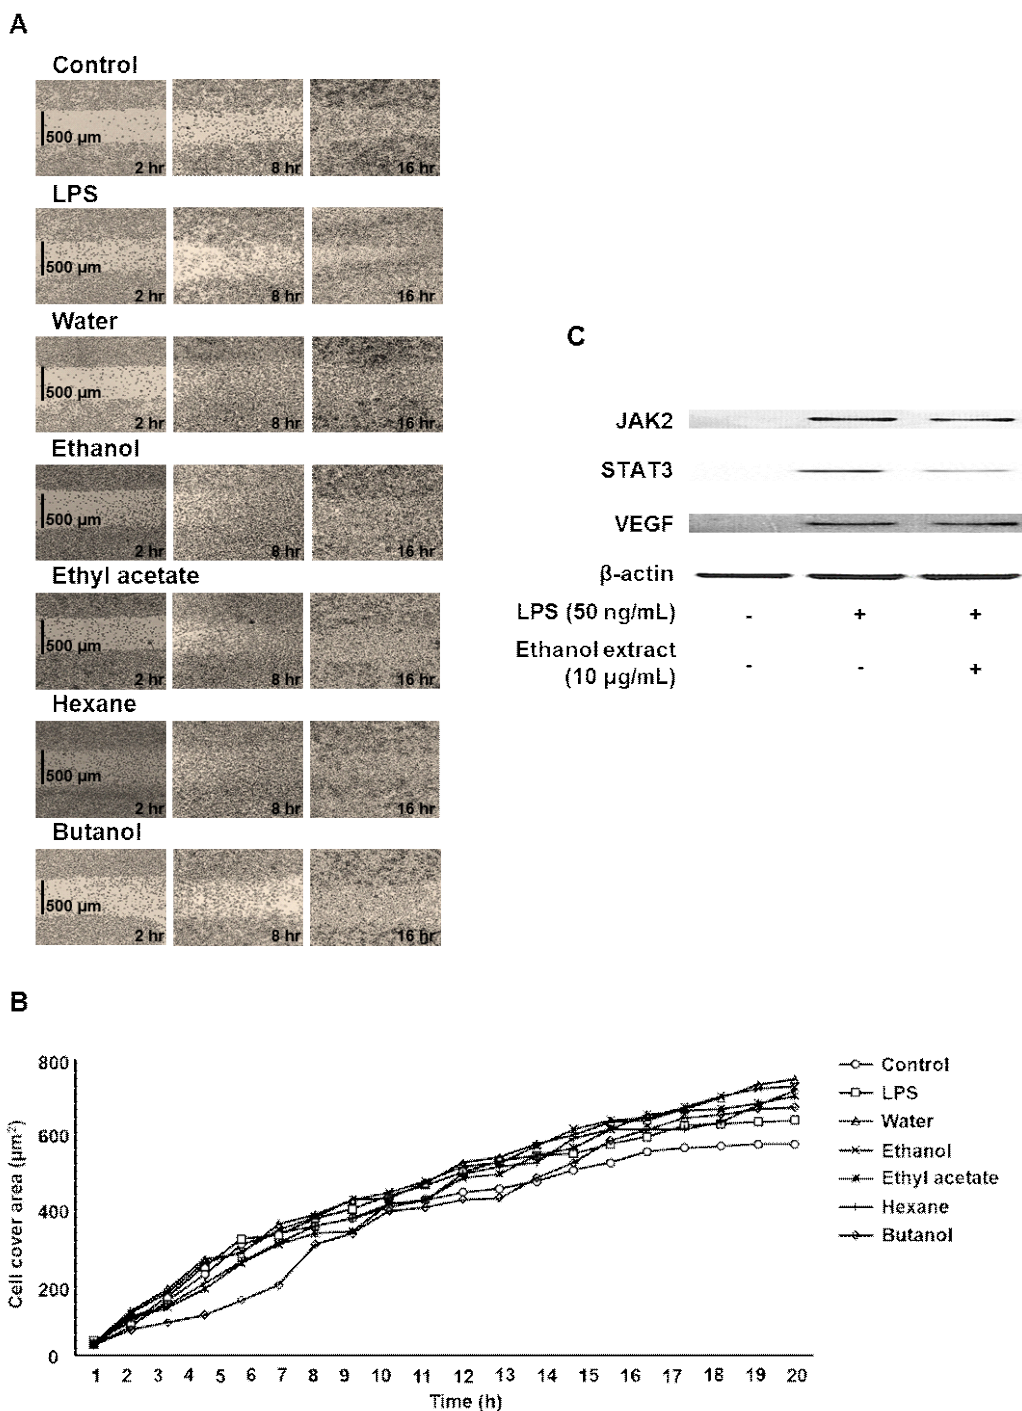 A
Control
500 µm
2 hr
8 hr
16 hr
LPS
500 µm
2 hr
8 hr
16 hr
Water
500 µm
2 hr
8 hr
16 hr
Ethanol
500 µm
2 hr
8 hr
16 hr
Ethyl acetate
500 µm
2 hr
8 hr
16 hr
Hexane
500 µm
2 hr
8 hr
16 hr
Butanol
500 µm
2 hr
8 hr
16 hr
C
JAK2
STAT3
VEGF
β-actin
LPS (50 ng/mL) - + +
Ethanol extract
(10 µg/mL) - - +
B
Cell cover area (µm²)
800
600
400
200
0
1 2 3 4 5 6 7 8 9 10 11 12 13 14 15 16 17 18 19 20
Time (h)
Control
LPS
Water
Ethanol
Ethyl acetate
Hexane
Butanol